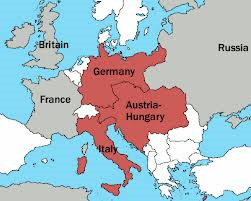 Britain
Russia
Germany
France
Austria-
Hungary
Italy